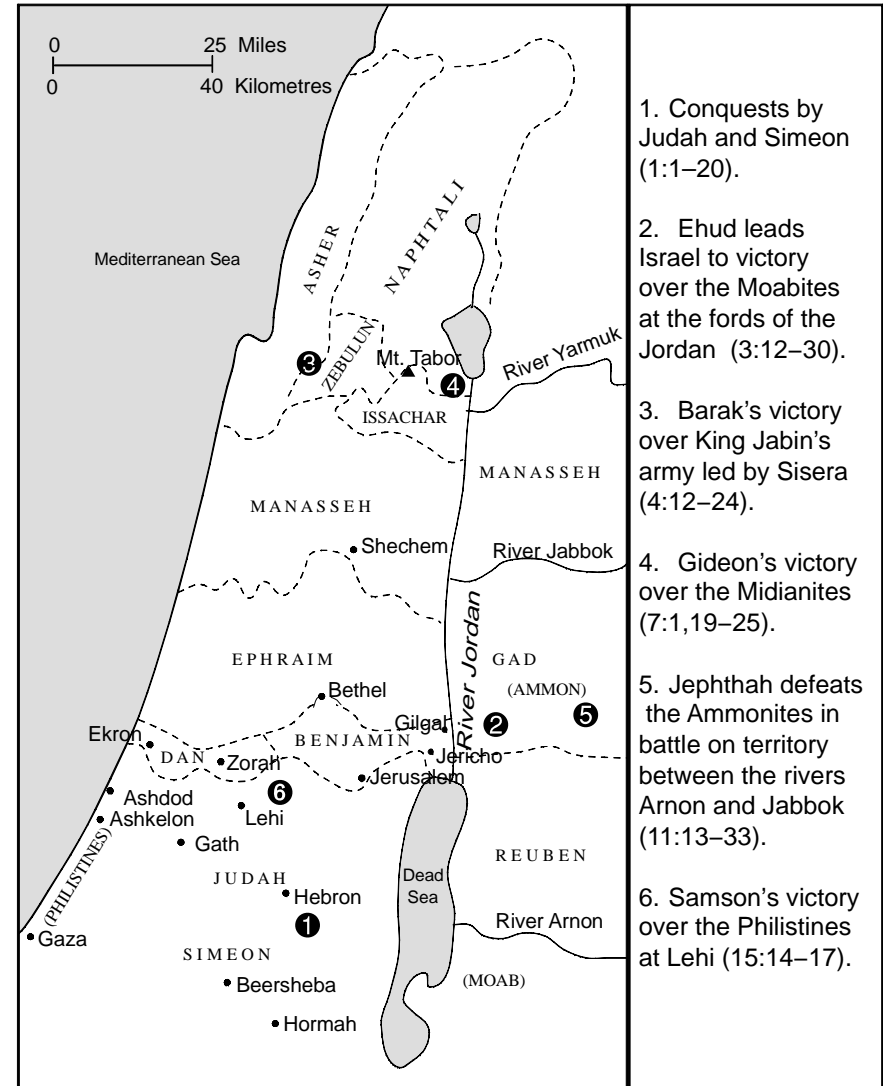 0 25 Miles
0 40 Kilometres
Mediterranean Sea
ASHER
NAPHTALI
ZEBULUN
3
Mt. Tabor
4
River Yarmuk
ISSACHAR
MANASSEH
MANASSEH
Shechem
River Jabbok
River Jordan
EPHRAIM
GAD
(AMMON)
Bethel
5
Gilgal
2
Ekron
BENJAMIN
DAN
Zorah
Jericho
Jerusalem
6
Ashdod
Lehi
Ashkelon
Gath
(PHILISTINES)
REUBEN
JUDAH
Dead
Sea
Hebron
1
River Arnon
Gaza
SIMEON
(MOAB)
Beersheba
Hormah
1. Conquests by
Judah and Simeon
(1:1–20).
2. Ehud leads
Israel to victory
over the Moabites
at the fords of the
Jordan (3:12–30).
3. Barak's victory
over King Jabin's
army led by Sisera
(4:12–24).
4. Gideon's victory
over the Midianites
(7:1,19–25).
5. Jephthah defeats
the Ammonites in
battle on territory
between the rivers
Arnon and Jabbok
(11:13–33).
6. Samson's victory
over the Philistines
at Lehi (15:14–17).